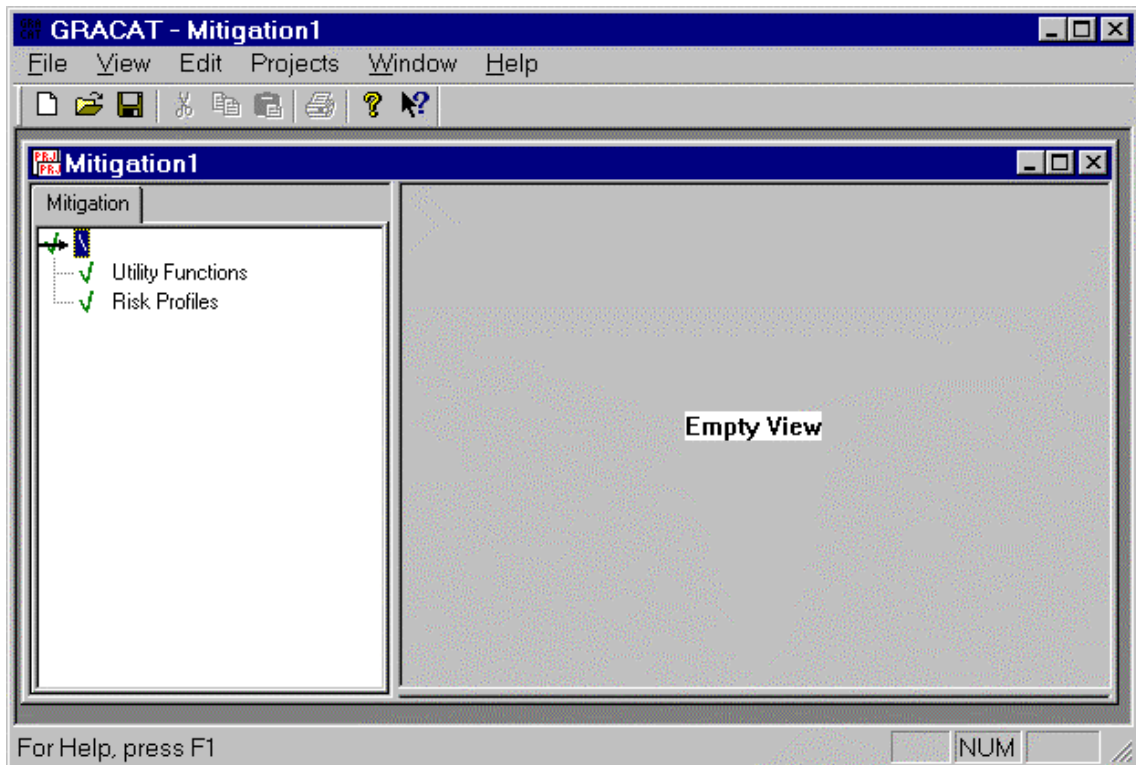 GRACAT - Mitigation1
File View Edit Projects Window Help
Mitigation1
Mitigation
\
Utility Functions
Risk Profiles
Empty View
For Help, press F1
NUM